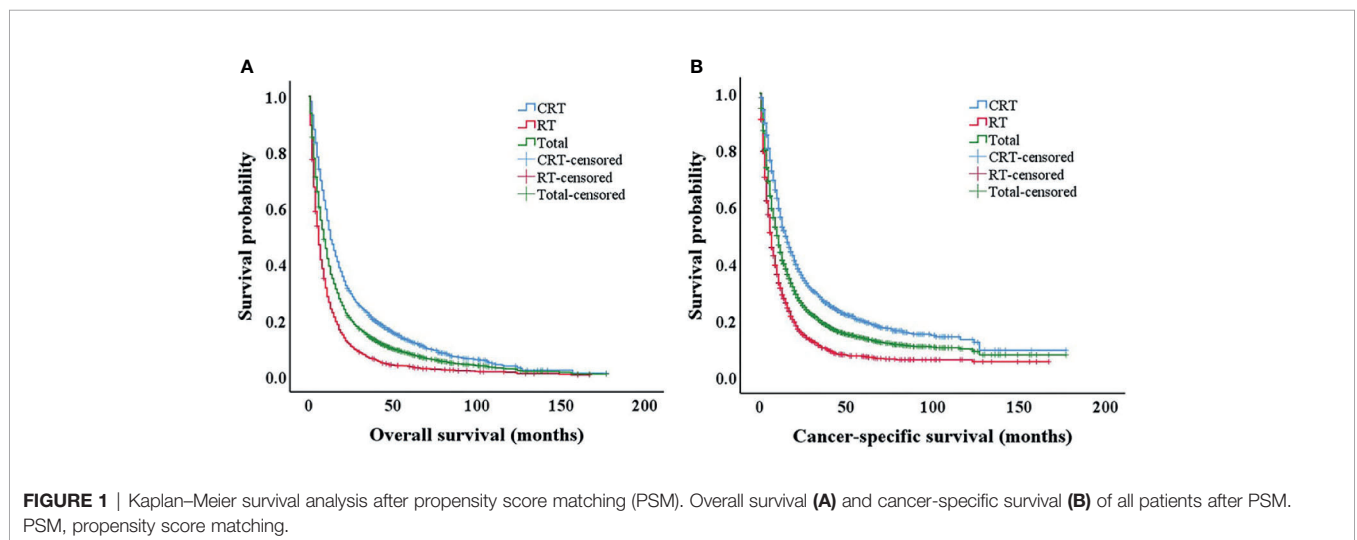 A
1.0
0.8
0.6
0.4
0.2
0.0
Survival probability
CRT
RT
Total
CRT-censored
RT-censored
Total-censored
0 50 100 150 200
Overall survival (months)
B
1.0
0.8
0.6
0.4
0.2
0.0
Survival probability
CRT
RT
Total
CRT-censored
RT-censored
Total-censored
0 50 100 150 200
Cancer-specific survival (months)
FIGURE 1 | Kaplan–Meier survival analysis after propensity score matching (PSM). Overall survival (A) and cancer-specific survival (B) of all patients after PSM.
PSM, propensity score matching.